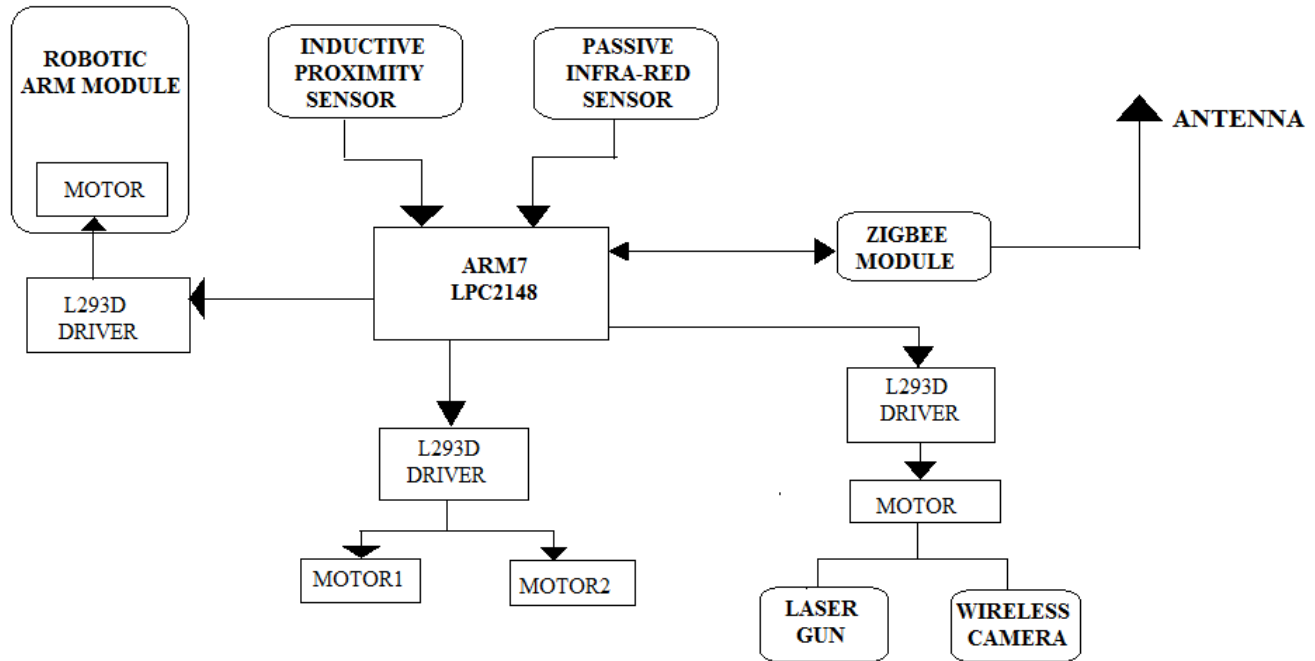 ROBOTIC
ARM MODULE
MOTOR
L293D
DRIVER
INDUCTIVE
PROXIMITY
SENSOR
PASSIVE
INFRA-RED
SENSOR
ANTENNA
ZIGBEE
MODULE
ARM7
LPC2148
L293D
DRIVER
MOTOR1
MOTOR2
L293D
DRIVER
MOTOR
LASER
GUN
WIRELESS
CAMERA